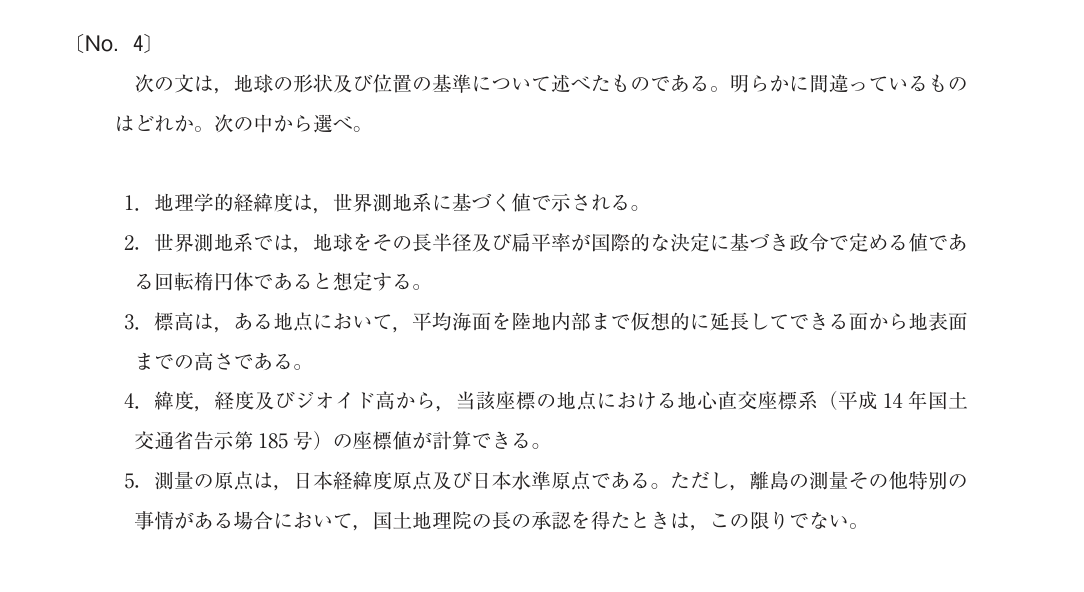 〔No. 4〕
次の文は，地球の形状及び位置の基準について述べたものである。明らかに間違っているもの
はどれか。次の中から選べ。
1. 地理学的経緯度は，世界測地系に基づく値で示される。
2. 世界測地系では，地球をその長半径及び扁平率が国際的な決定に基づき政令で定める値であ
る回転楕円体であると想定する。
3. 標高は，ある地点において，平均海面を陸地内部まで仮想的に延長してできる面から地表面
までの高さである。
4. 緯度，経度及びジオイド高から，当該座標の地点における地心直交座標系（平成 14 年国土
交通省告示第 185 号）の座標値が計算できる。
5. 測量の原点は，日本経緯度原点及び日本水準原点である。ただし，離島の測量その他特別の
事情がある場合において，国土地理院の長の承認を得たときは，この限りでない。